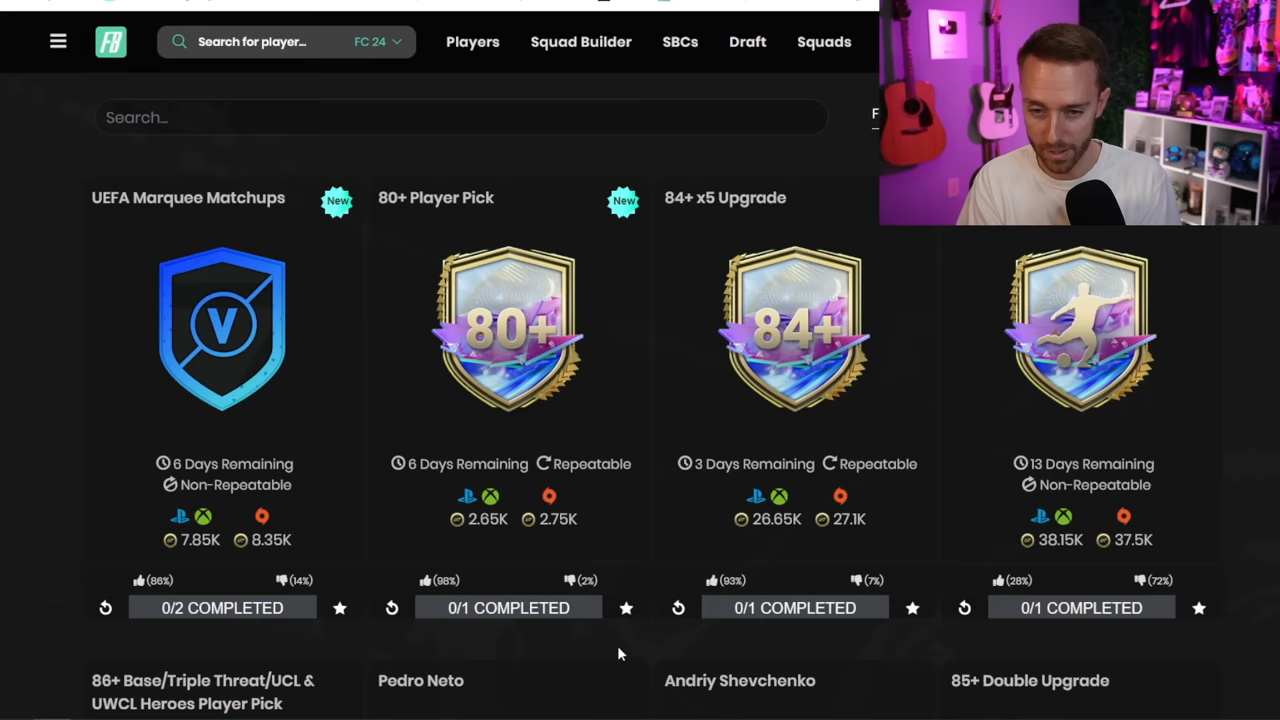 FB
Search for player...
FC 24
Players
Squad Builder
SBCs
Draft
Squads
Search...
F
UEFA Marquee Matchups
New
80+ Player Pick
New
84+ x5 Upgrade
V
80+
84+
6 Days Remaining
Non-Repeatable
6 Days Remaining
Repeatable
3 Days Remaining
Repeatable
13 Days Remaining
Non-Repeatable
7.85K
8.35K
2.65K
2.75K
26.65K
27.1K
38.15K
37.5K
(86%)
(14%)
(98%)
(2%)
(93%)
(7%)
(28%)
(72%)
0/2 COMPLETED
0/1 COMPLETED
0/1 COMPLETED
0/1 COMPLETED
86+ Base/Triple Threat/UCL &
UWCL Heroes Player Pick
Pedro Neto
Andriy Shevchenko
85+ Double Upgrade